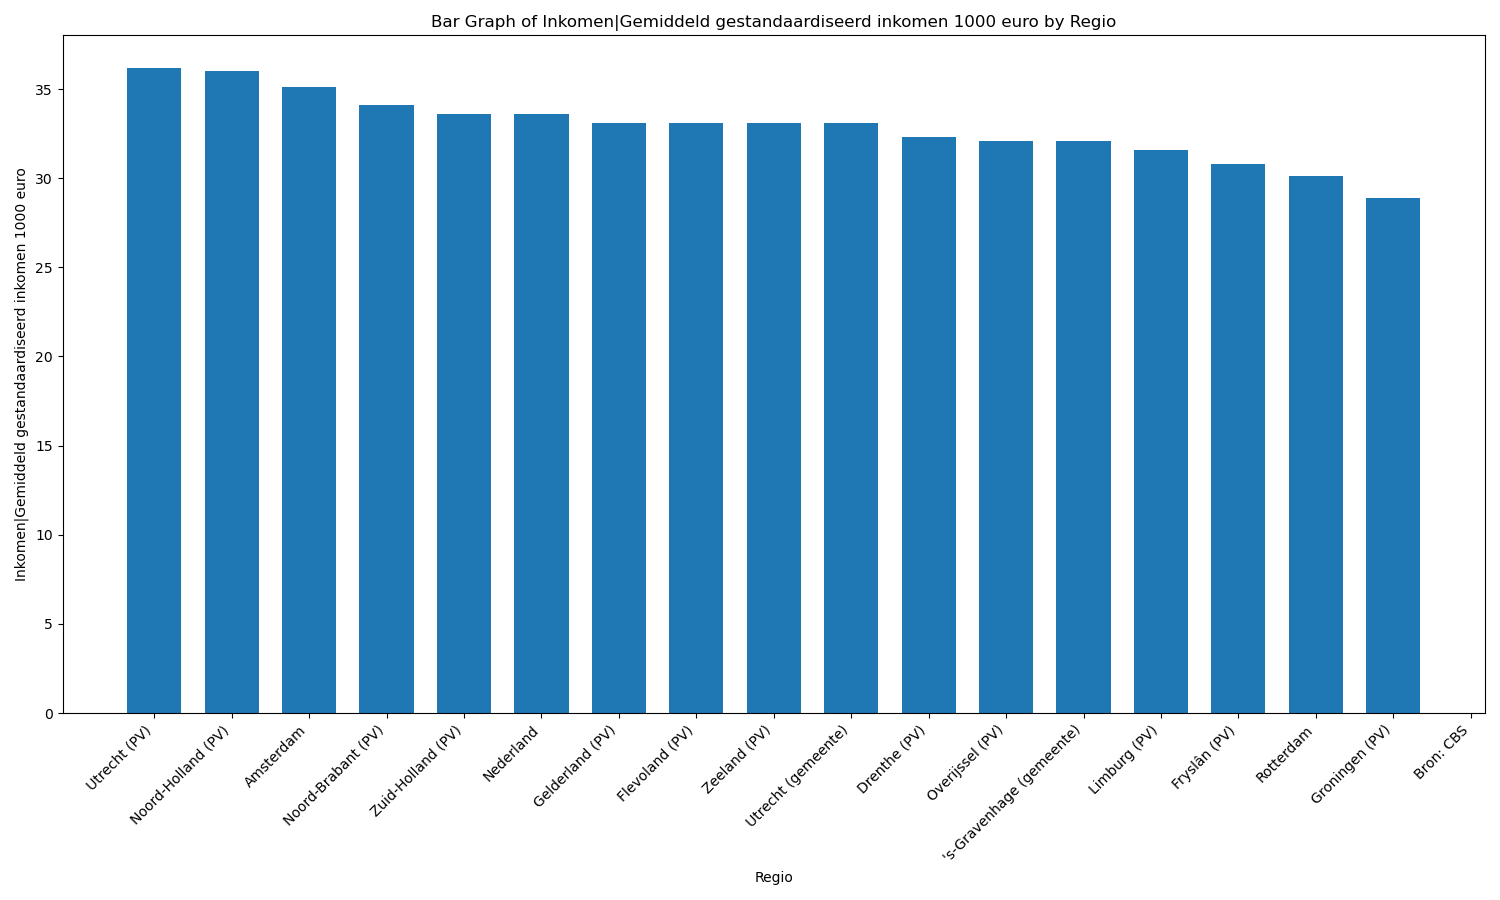 Bar Graph of Inkomen|Gemiddeld gestandaardiseerd inkomen 1000 euro by Regio
Inkomen|Gemiddeld gestandaardiseerd inkomen 1000 euro
35
30
25
20
15
10
5
0
Utrecht (PV)
Noord-Holland (PV)
Amsterdam
Noord-Brabant (PV)
Zuid-Holland (PV)
Nederland
Gelderland (PV)
Flevoland (PV)
Zeeland (PV)
Utrecht (gemeente)
Drenthe (PV)
Overijssel (PV)
's-Gravenhage (gemeente)
Limburg (PV)
Fryslân (PV)
Rotterdam
Groningen (PV)
Bron: CBS
Regio